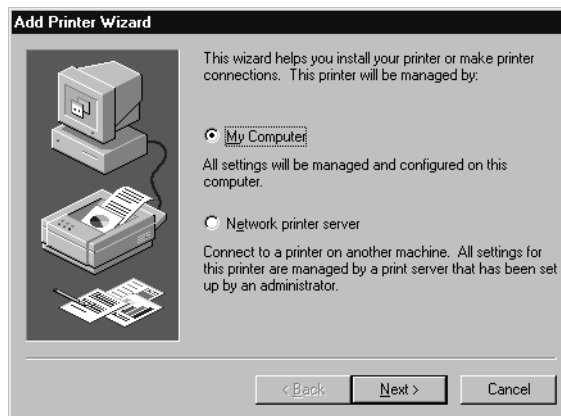 Add Printer Wizard
This wizard helps you install your printer or make printer
connections. This printer will be managed by:
My Computer
All settings will be managed and configured on this
computer.
Network printer server
Connect to a printer on another machine. All settings for
this printer are managed by a print server that has been set
up by an administrator.
< Back
Next >
Cancel